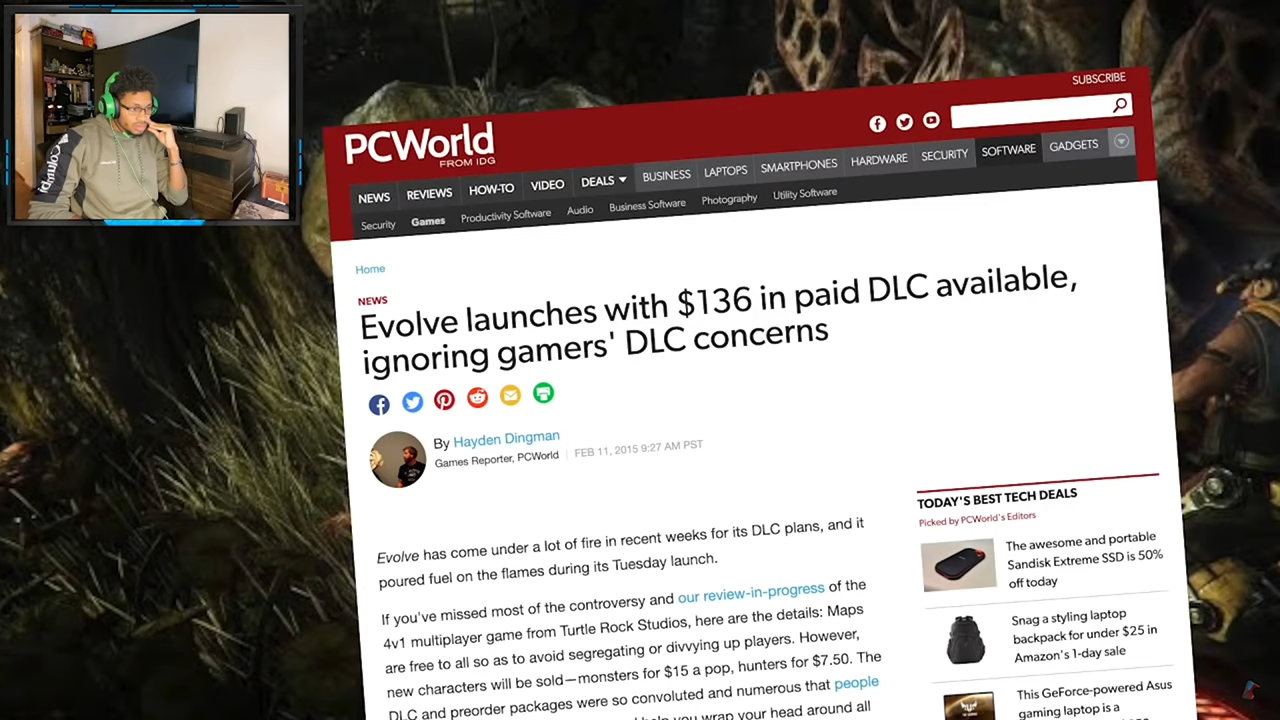 SUBSCRIBE
PCWorld
FROM IDG
NEWS REVIEWS HOW-TO VIDEO DEALS BUSINESS LAPTOPS SMARTPHONES HARDWARE SECURITY SOFTWARE GADGETS
Security Games Productivity Software Audio Business Software Photography Utility Software
Home
NEWS
Evolve launches with $136 in paid DLC available,
ignoring gamers' DLC concerns
By Hayden Dingman
Games Reporter, PCWorld | FEB 11, 2015 9:27 AM PST
Evolve has come under a lot of fire in recent weeks for its DLC plans, and it
poured fuel on the flames during its Tuesday launch.
If you've missed most of the controversy and our review-in-progress of the
4v1 multiplayer game from Turtle Rock Studios, here are the details: Maps
are free to all so as to avoid segregating or divvying up players. However,
new characters will be sold—monsters for $15 a pop, hunters for $7.50. The
DLC and preorder packages were so convoluted and numerous that people
help you wrap your head around all
TODAY'S BEST TECH DEALS
Picked by PCWorld's Editors
The awesome and portable
Sandisk Extreme SSD is 50%
off today
Snag a styling laptop
backpack for under $25 in
Amazon's 1-day sale
This GeForce-powered Asus
gaming laptop is a
Columbia